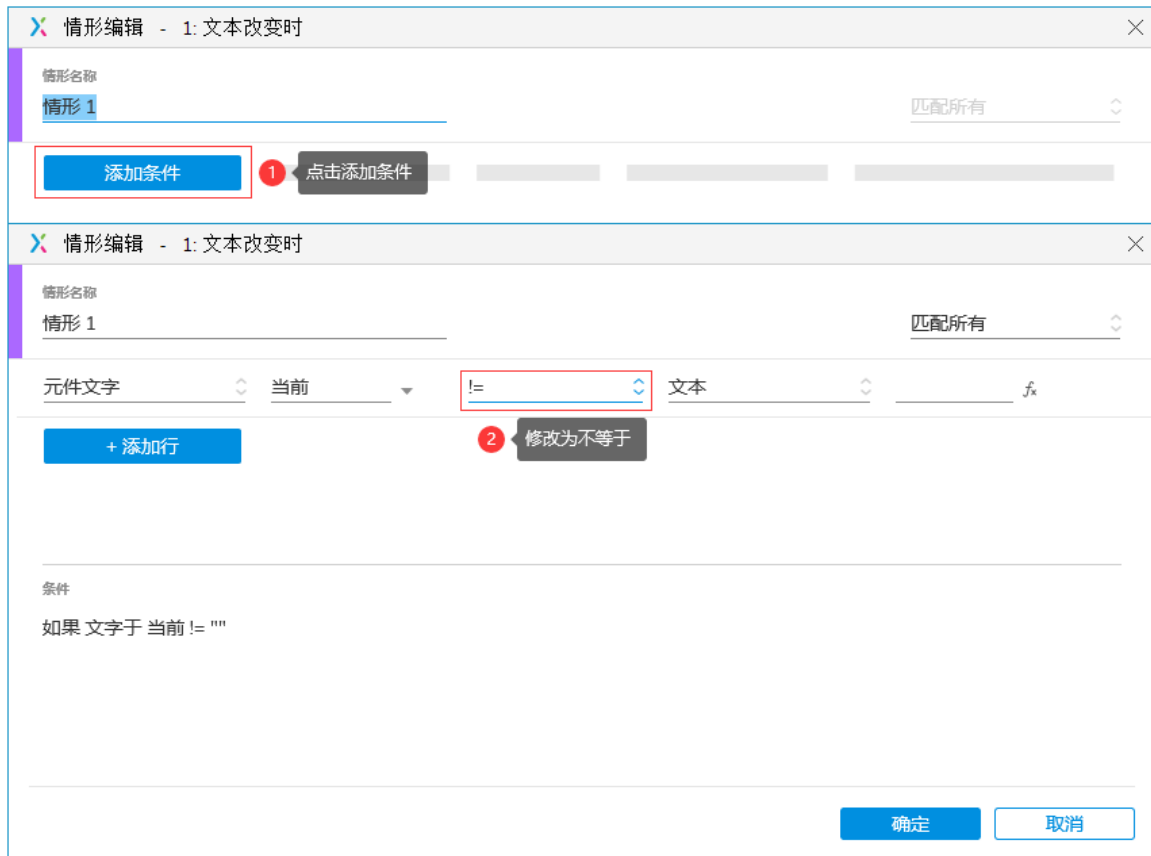 情形编辑 - 1: 文本改变时
情形名称
情形 1 匹配所有
添加条件 1 点击添加条件
情形编辑 - 1: 文本改变时
情形名称
情形 1 匹配所有
元件文字 当前 != 文本 fx
+ 添加行 2 修改为不等于
条件
如果 文字于 当前 != ""
确定 取消